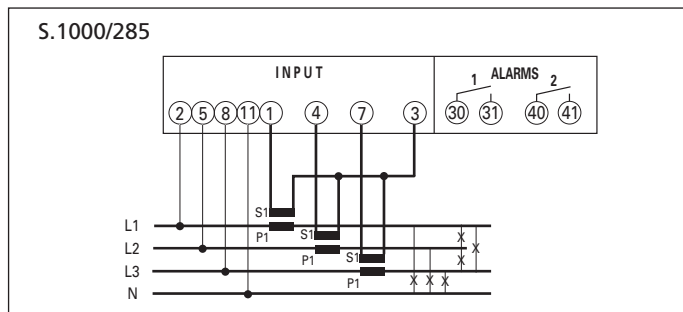 S.1000/285
INPUT
ALARMS
1 2
2 5 8 11 1 4 7 3 30 31 40 41
S1
L1
P1 S1
L2
P1 S1
L3
P1
N